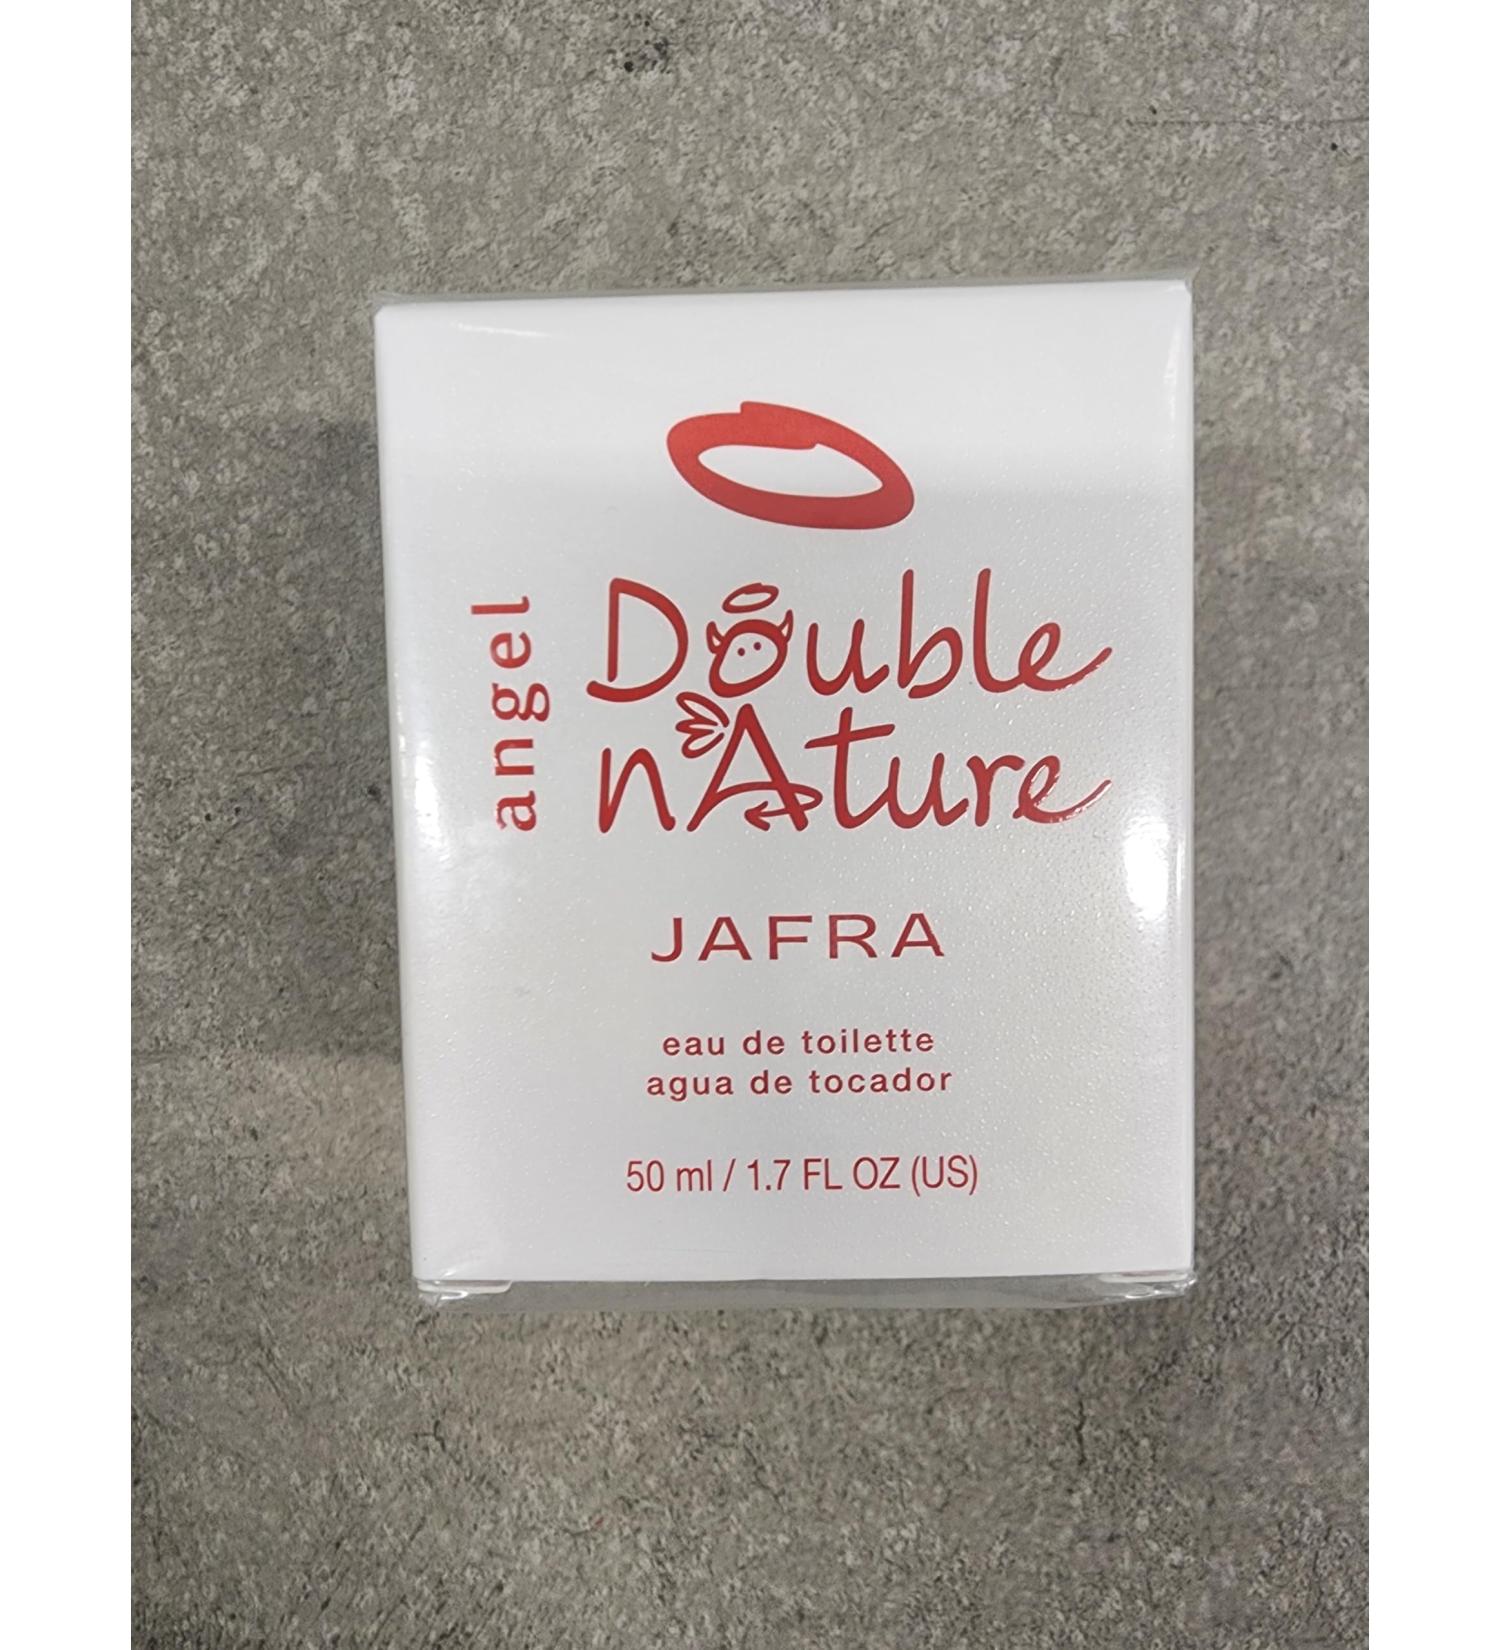 angel
Double
nAture
JAFRA
eau de toilette
agua de tocador
50 ml / 1.7 FL OZ (US)